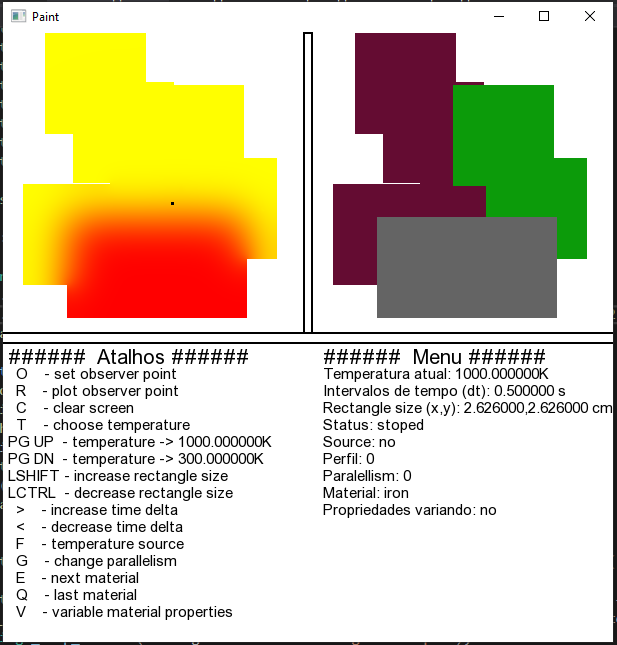 Paint
###### Atalhos ######
O - set observer point
R - plot observer point
C - clear screen
T - choose temperature
PG UP - temperature -> 1000.000000K
PG DN - temperature -> 300.000000K
LSHIFT - increase rectangle size
LCTRL - decrease rectangle size
> - increase time delta
< - decrease time delta
F - temperature source
G - change parallelism
E - next material
Q - last material
V - variable material properties
###### Menu ######
Temperatura atual: 1000.000000K
Intervalos de tempo (dt): 0.500000 s
Rectangle size (x,y): 2.626000,2.626000 cm
Status: stoped
Source: no
Perfil: 0
Paralellism: 0
Material: iron
Propriedades variando: no